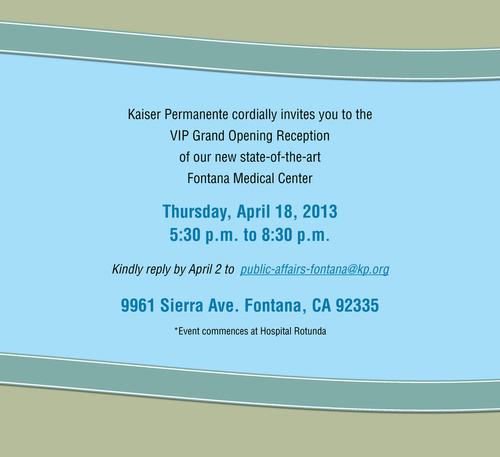 Kaiser Permanente cordially invites you to the
VIP Grand Opening Reception
of our new state-of-the-art
Fontana Medical Center
Thursday, April 18, 2013
5:30 p.m. to 8:30 p.m.
Kindly reply by April 2 to public-affairs-fontana@kp.org
9961 Sierra Ave. Fontana, CA 92335
*Event commences at Hospital Rotunda